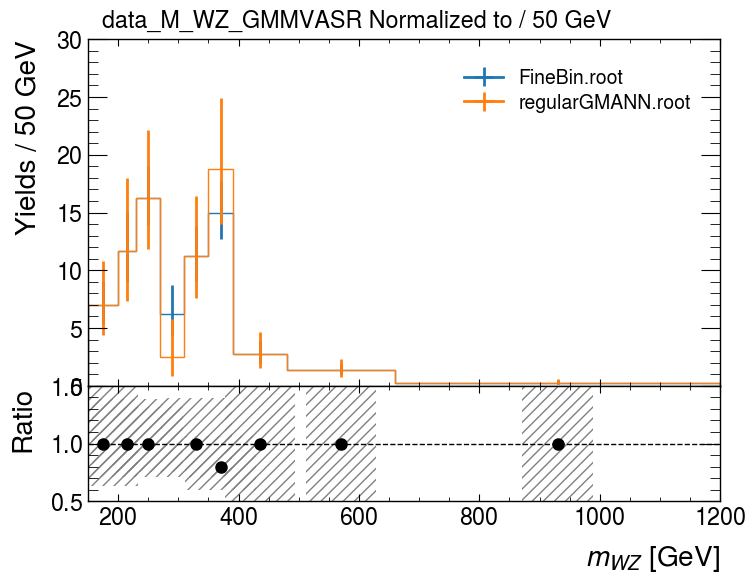 data_M_WZ_GMMVASR Normalized to / 50 GeV
Yields / 50 GeV
30
25
20
15
10
5
0
FineBin.root
regularGMANN.root
Ratio
1.5
1.0
0.5
200
400
600
800
1000
1200
m_WZ [GeV]